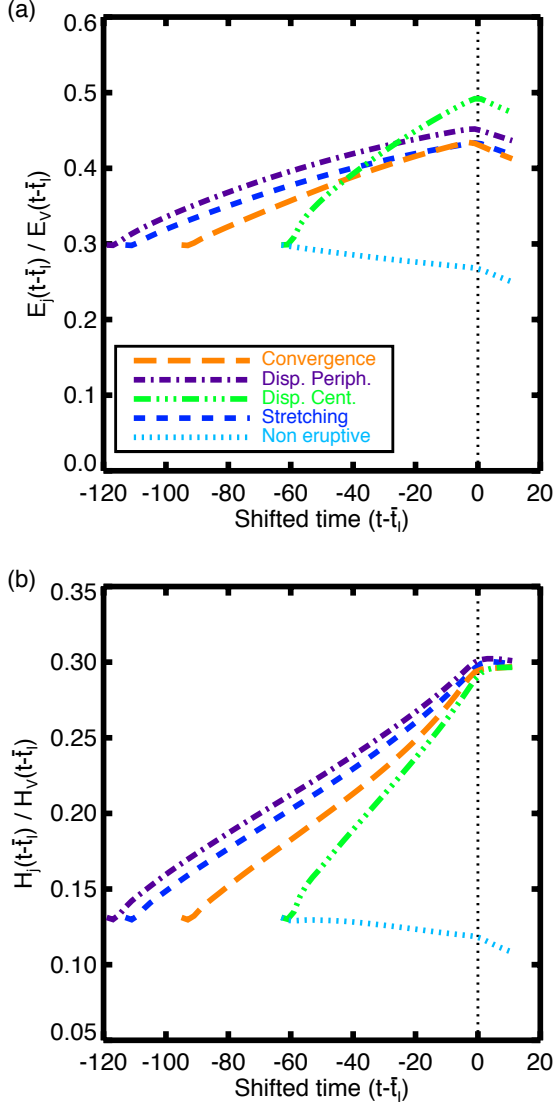 (a)
0.6
0.5
0.4
0.3
0.2
0.1
0.0
E_j(t-t̄_l) / E_V(t-t̄_l)
Convergence
Disp. Periph.
Disp. Cent.
Stretching
Non eruptive
-120 -100 -80 -60 -40 -20 0 20
Shifted time (t-t̄_l)
(b)
0.35
0.30
0.25
0.20
0.15
0.10
0.05
H_j(t-t̄_l) / H_V(t-t̄_l)
-120 -100 -80 -60 -40 -20 0 20
Shifted time (t-t̄_l)